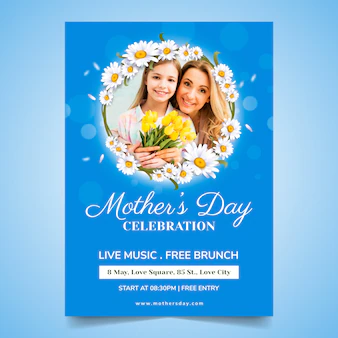 Mother's Day
CELEBRATION
LIVE MUSIC . FREE BRUNCH
8 May. Love Square, 85 St., Love City
START AT 08:30PM - FREE ENTRY
www.mothersday.com